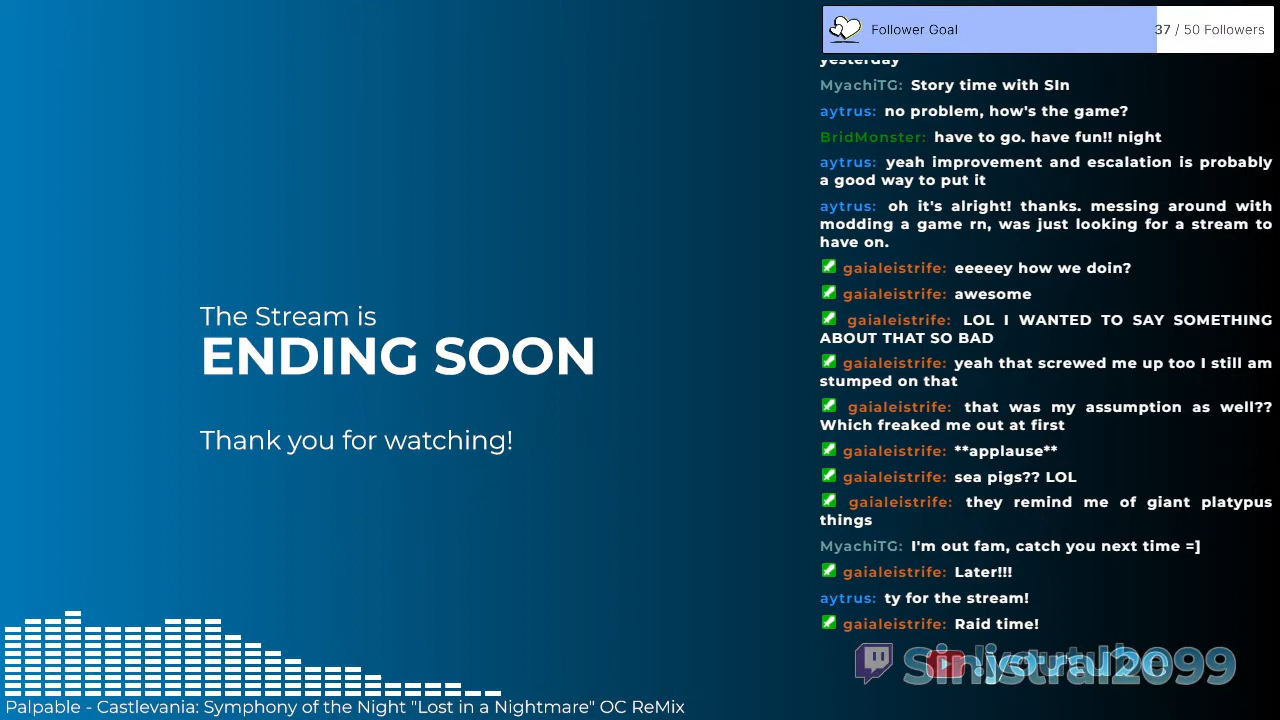 Follower Goal
37 / 50 Followers
yesterday
MyachiTG: Story time with SIn
aytrus: no problem, how's the game?
BridMonster: have to go. have fun!! night
aytrus: yeah improvement and escalation is probably
a good way to put it
aytrus: oh it's alright! thanks. messing around with
modding a game rn, was just looking for a stream to
have on.
gaialeistrife: eeeeey how we doin?
gaialeistrife: awesome
gaialeistrife: LOL I WANTED TO SAY SOMETHING
ABOUT THAT SO BAD
gaialeistrife: yeah that screwed me up too I still am
stumped on that
gaialeistrife: that was my assumption as well??
Which freaked me out at first
gaialeistrife: **applause**
gaialeistrife: sea pigs?? LOL
gaialeistrife: they remind me of giant platypus
things
MyachiTG: I'm out fam, catch you next time =]
gaialeistrife: Later!!!
aytrus: ty for the stream!
gaialeistrife: Raid time!
The Stream is
ENDING SOON
Thank you for watching!
Palpable - Castlevania: Symphony of the Night "Lost in a Nightmare" OC ReMix